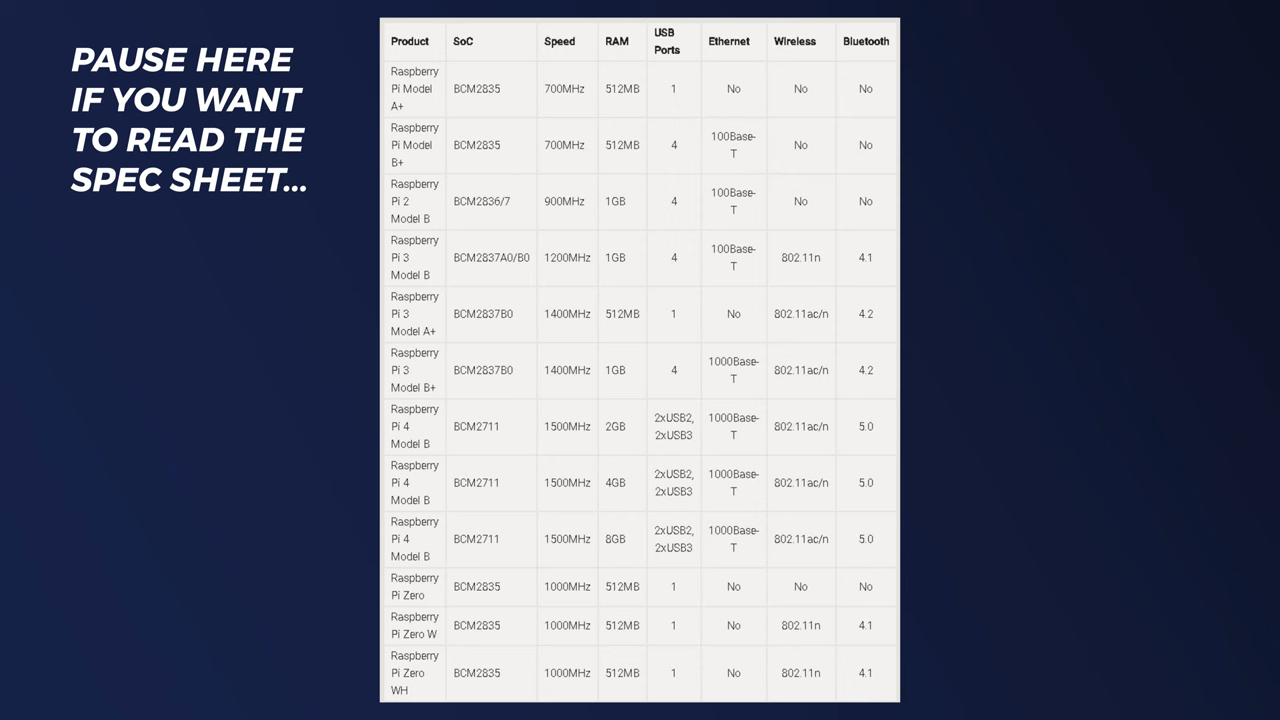 PAUSE HERE
IF YOU WANT
TO READ THE
SPEC SHEET...
Product SoC Speed RAM USB Ports Ethernet Wireless Bluetooth
Raspberry Pi Model A+ BCM2835 700MHz 512MB 1 No No No
Raspberry Pi Model B+ BCM2835 700MHz 512MB 4 100Base-T No No
Raspberry Pi 2 Model B BCM2836/7 900MHz 1GB 4 100Base-T No No
Raspberry Pi 3 Model B BCM2837A0/B0 1200MHz 1GB 4 100Base-T 802.11n 4.1
Raspberry Pi 3 Model A+ BCM2837B0 1400MHz 512MB 1 No 802.11ac/n 4.2
Raspberry Pi 3 Model B+ BCM2837B0 1400MHz 1GB 4 1000Base-T 802.11ac/n 4.2
Raspberry Pi 4 Model B BCM2711 1500MHz 2GB 2xUSB2, 2xUSB3 1000Base-T 802.11ac/n 5.0
Raspberry Pi 4 Model B BCM2711 1500MHz 4GB 2xUSB2, 2xUSB3 1000Base-T 802.11ac/n 5.0
Raspberry Pi 4 Model B BCM2711 1500MHz 8GB 2xUSB2, 2xUSB3 1000Base-T 802.11ac/n 5.0
Raspberry Pi Zero BCM2835 1000MHz 512MB 1 No No No
Raspberry Pi Zero W BCM2835 1000MHz 512MB 1 No 802.11n 4.1
Raspberry Pi Zero WH BCM2835 1000MHz 512MB 1 No 802.11n 4.1